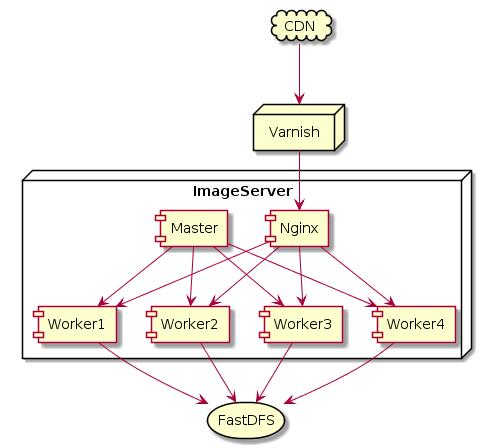 CDN
Varnish
ImageServer
Master
Nginx
Worker1
Worker2
Worker3
Worker4
FastDFS